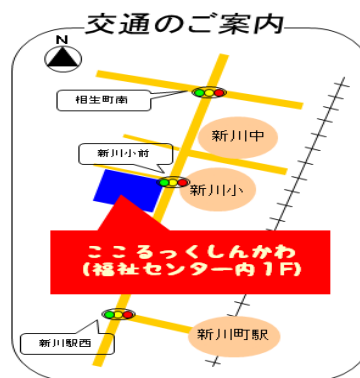 交通のご案内
N
相生町南
新川中
新川小前
新川小
こころっくしんかわ
(福祉センター内1F)
新川駅西
新川町駅